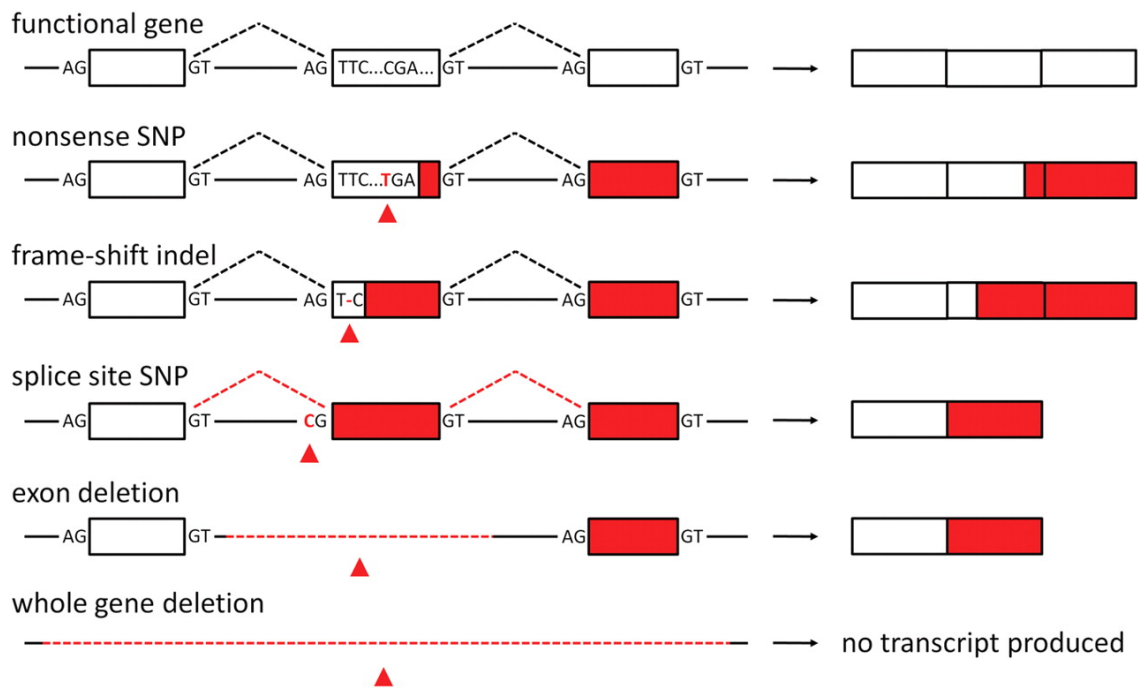 functional gene
AG GT AG TTC...CGA... GT AG GT
nonsense SNP
AG GT AG TTC...TGA GT AG GT
frame-shift indel
AG GT AG T-C GT AG GT
splice site SNP
AG GT CG GT AG GT
exon deletion
AG GT AG GT
whole gene deletion
no transcript produced